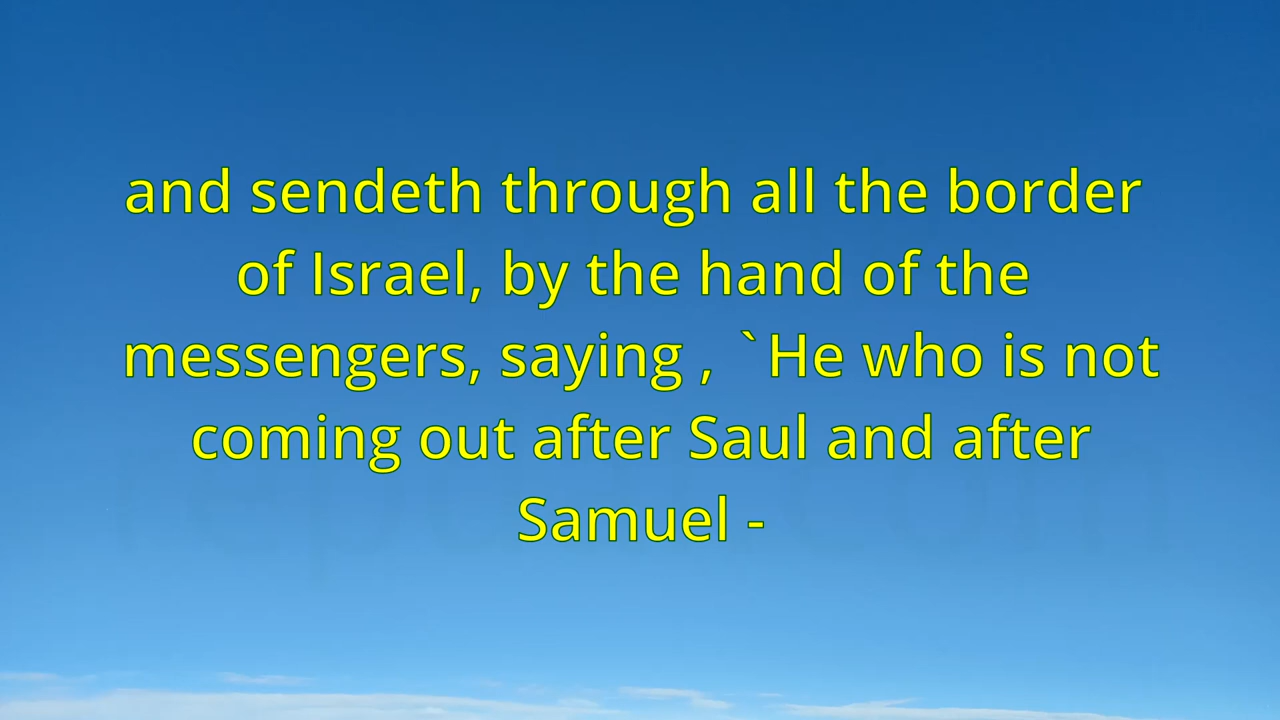 and sendeth through all the border
of Israel, by the hand of the
messengers, saying , `He who is not
coming out after Saul and after
Samuel -